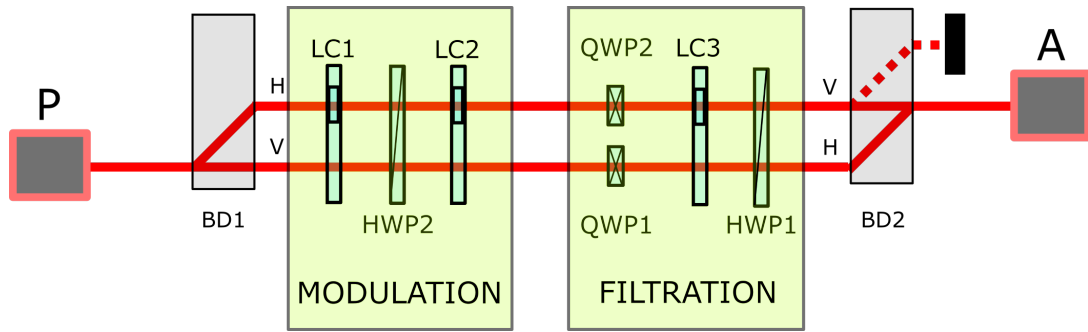 P
BD1
H
V
LC1
HWP2
LC2
MODULATION
QWP2
QWP1
LC3
HWP1
FILTRATION
V
H
BD2
A